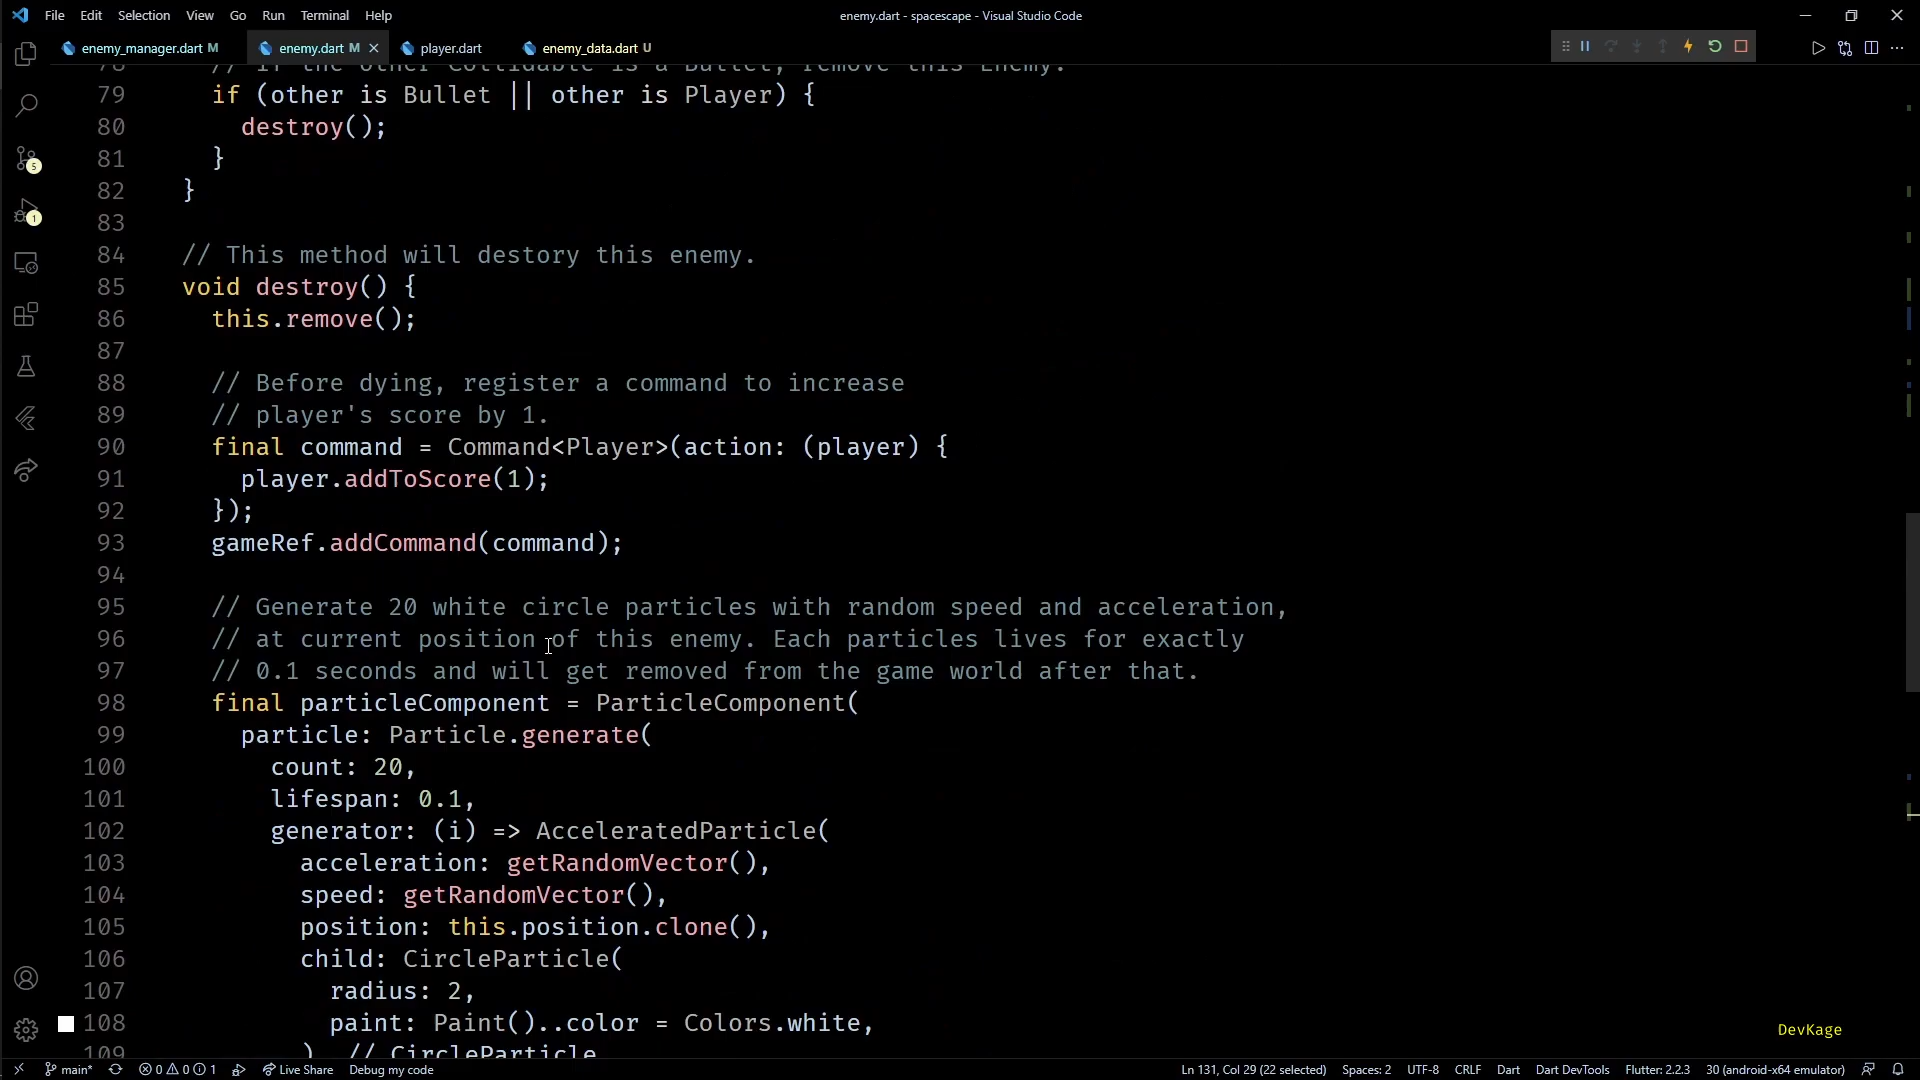 File Edit Selection View Go Run Terminal Help
enemy.dart - spacescape - Visual Studio Code
enemy_manager.dart M enemy.dart M player.dart enemy_data.dart U
78 // If the other Collidable is a Bullet, remove this Enemy.
79 if (other is Bullet || other is Player) {
80 destroy();
81 }
82 }
83
84 // This method will destory this enemy.
85 void destroy() {
86 this.remove();
87
88 // Before dying, register a command to increase
89 // player's score by 1.
90 final command = Command<Player>(action: (player) {
91 player.addToScore(1);
92 });
93 gameRef.addCommand(command);
94
95 // Generate 20 white circle particles with random speed and acceleration,
96 // at current position of this enemy. Each particles lives for exactly
97 // 0.1 seconds and will get removed from the game world after that.
98 final particleComponent = ParticleComponent(
99 particle: Particle.generate(
100 count: 20,
101 lifespan: 0.1,
102 generator: (i) => AcceleratedParticle(
103 acceleration: getRandomVector(),
104 speed: getRandomVector(),
105 position: this.position.clone(),
106 child: CircleParticle(
107 radius: 2,
108 paint: Paint()..color = Colors.white,
109 ), // CircleParticle
5
1
DevKage
main* 0 0 1 Live Share Debug my code Ln 131, Col 29 (22 selected) Spaces: 2 UTF-8 CRLF Dart Dart DevTools Flutter: 2.2.3 30 (android-x64 emulator)